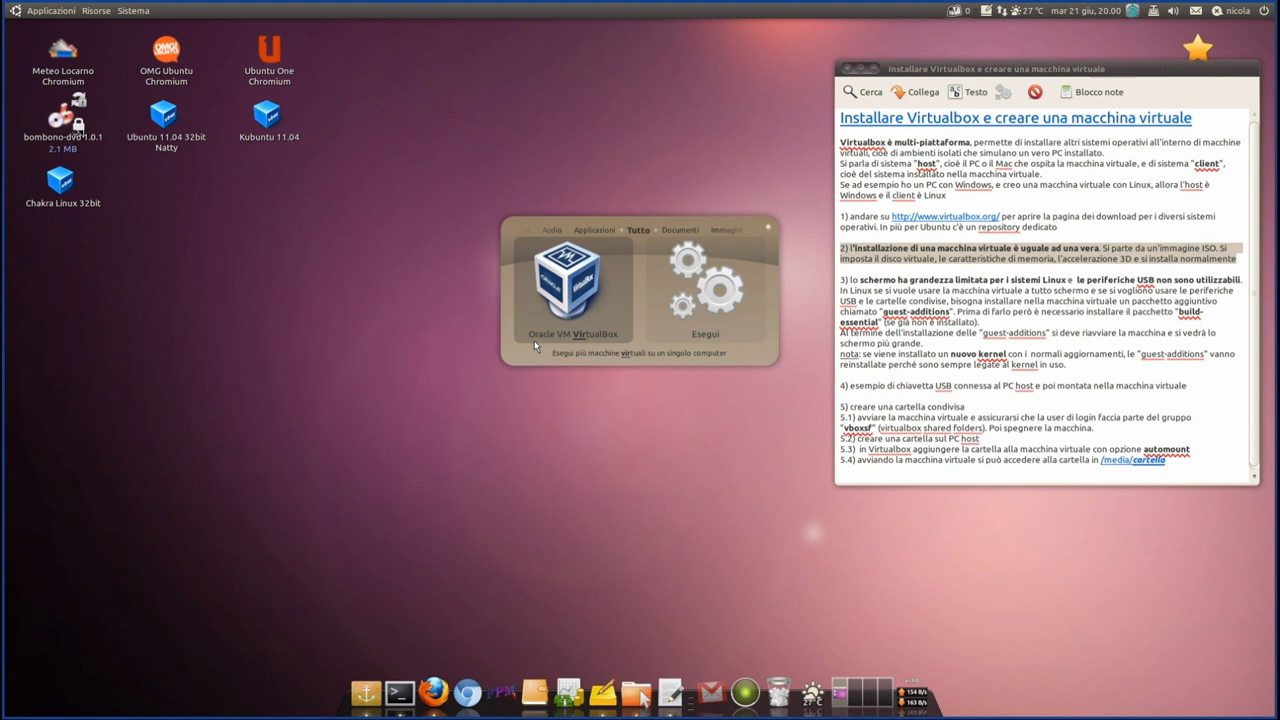 Applicazioni Risorse Sistema
0 27 °C mar 21 giu, 20.00 nicola
Meteo Locarno
Chromium
OMG Ubuntu
Chromium
Ubuntu One
Chromium
bombono-dvd 1.0.1
2.1 MB
Ubuntu 11.04 32bit
Natty
Kubuntu 11.04
Chakra Linux 32bit
Audio Applicazioni Tutto Documenti Immagini
Oracle VM VirtualBox
Esegui
Esegui più macchine virtuali su un singolo computer
Installare Virtualbox e creare una macchina virtuale
Cerca Collega Testo Blocco note
Installare Virtualbox e creare una macchina virtuale
Virtualbox è multi-piattaforma, permette di installare altri sistemi operativi all'interno di macchine
virtuali, cioè di ambienti isolati che simulano un vero PC installato.
Si parla di sistema "host", cioè il PC o il Mac che ospita la macchina virtuale, e di sistema "client",
cioè del sistema installato nella macchina virtuale.
Se ad esempio ho un PC con Windows, e creo una macchina virtuale con Linux, allora l'host è
Windows e il client è Linux
1) andare su http://www.virtualbox.org/ per aprire la pagina dei download per i diversi sistemi
operativi. In più per Ubuntu c'è un repository dedicato
2) l'installazione di una macchina virtuale è uguale ad una vera. Si parte da un'immagine ISO. Si
imposta il disco virtuale, le caratteristiche di memoria, l'accelerazione 3D e si installa normalmente
3) lo schermo ha grandezza limitata per i sistemi Linux e le periferiche USB non sono utilizzabili.
In Linux se si vuole usare la macchina virtuale a tutto schermo e se si vogliono usare le periferiche
USB e le cartelle condivise, bisogna installare nella macchina virtuale un pacchetto aggiuntivo
chiamato "guest-additions". Prima di farlo però è necessario installare il pacchetto "build-
essential" (se già non è installato).
Al termine dell'installazione delle "guest-additions" si deve riavviare la macchina e si vedrà lo
schermo più grande.
nota: se viene installato un nuovo kernel con i normali aggiornamenti, le "guest-additions" vanno
reinstallate perché sono sempre legate al kernel in uso.
4) esempio di chiavetta USB connessa al PC host e poi montata nella macchina virtuale
5) creare una cartella condivisa
5.1) avviare la macchina virtuale e assicurarsi che la user di login faccia parte del gruppo
"vboxsf" (virtualbox shared folders). Poi spegnere la macchina.
5.2) creare una cartella sul PC host
5.3) in Virtualbox aggiungere la cartella alla macchina virtuale con opzione automount
5.4) avviando la macchina virtuale si può accedere alla cartella in /media/cartella
27°C
154 B/s
163 B/s